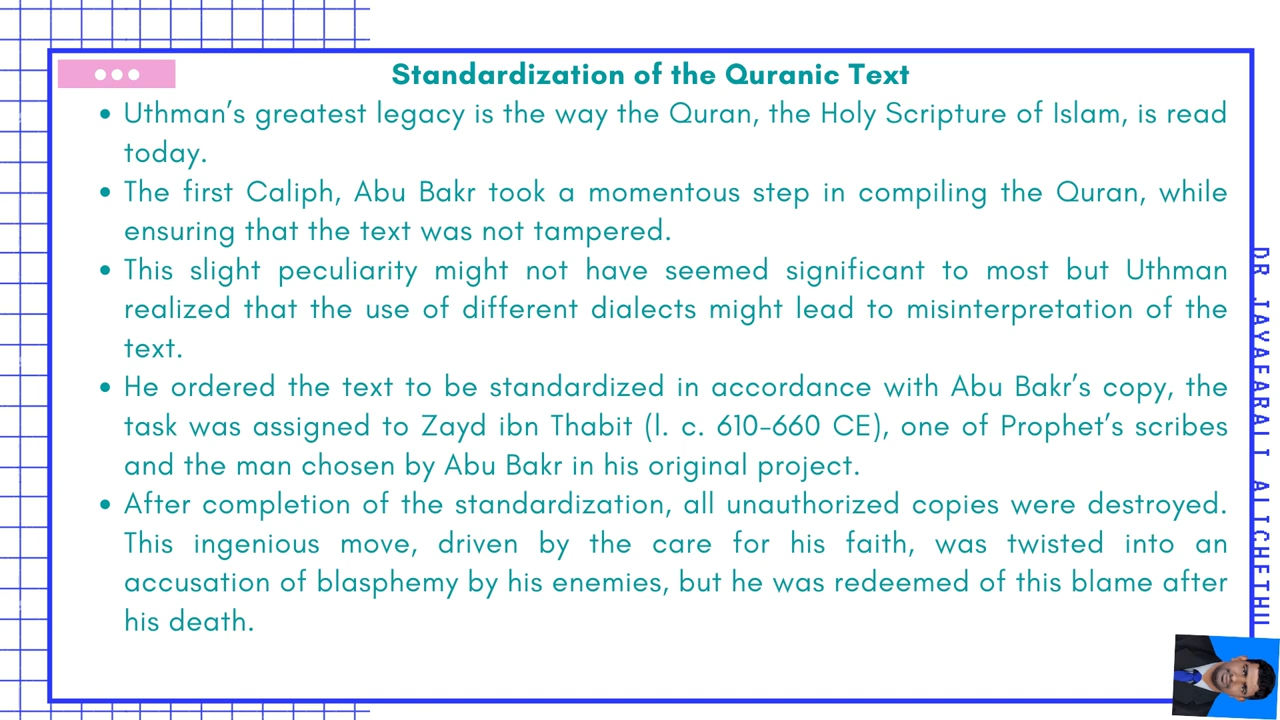 Standardization of the Quranic Text
• Uthman's greatest legacy is the way the Quran, the Holy Scripture of Islam, is read
today.
• The first Caliph, Abu Bakr took a momentous step in compiling the Quran, while
ensuring that the text was not tampered.
• This slight peculiarity might not have seemed significant to most but Uthman
realized that the use of different dialects might lead to misinterpretation of the
text.
• He ordered the text to be standardized in accordance with Abu Bakr's copy, the
task was assigned to Zayd ibn Thabit (l. c. 610-660 CE), one of Prophet's scribes
and the man chosen by Abu Bakr in his original project.
• After completion of the standardization, all unauthorized copies were destroyed.
This ingenious move, driven by the care for his faith, was twisted into an
accusation of blasphemy by his enemies, but he was redeemed of this blame after
his death.
DR JAYAFARALI ALICHETHU